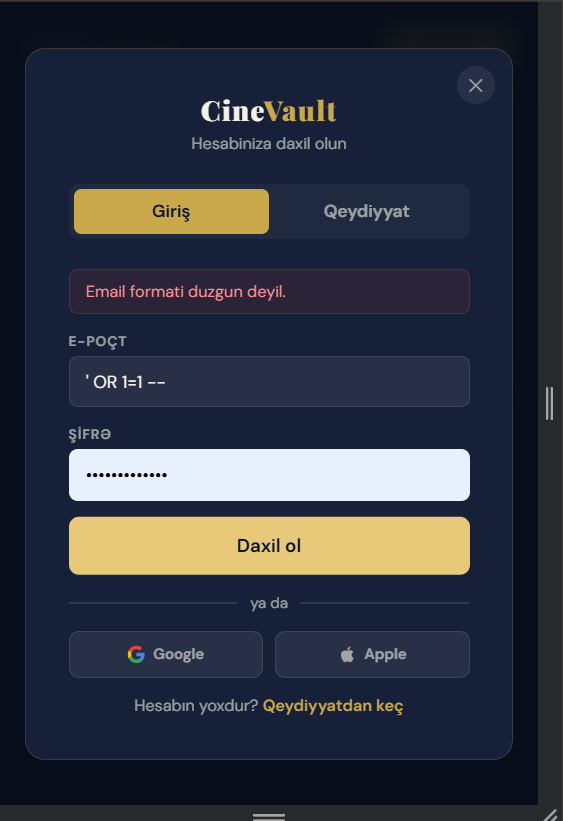 CineVault
Hesabiniza daxil olun
Giriş
Qeydiyyat
Email formati duzgun deyil.
E-POÇT
' OR 1=1 --
ŞİFRƏ
Daxil ol
ya da
Google
Apple
Hesabın yoxdur? Qeydiyyatdan keç